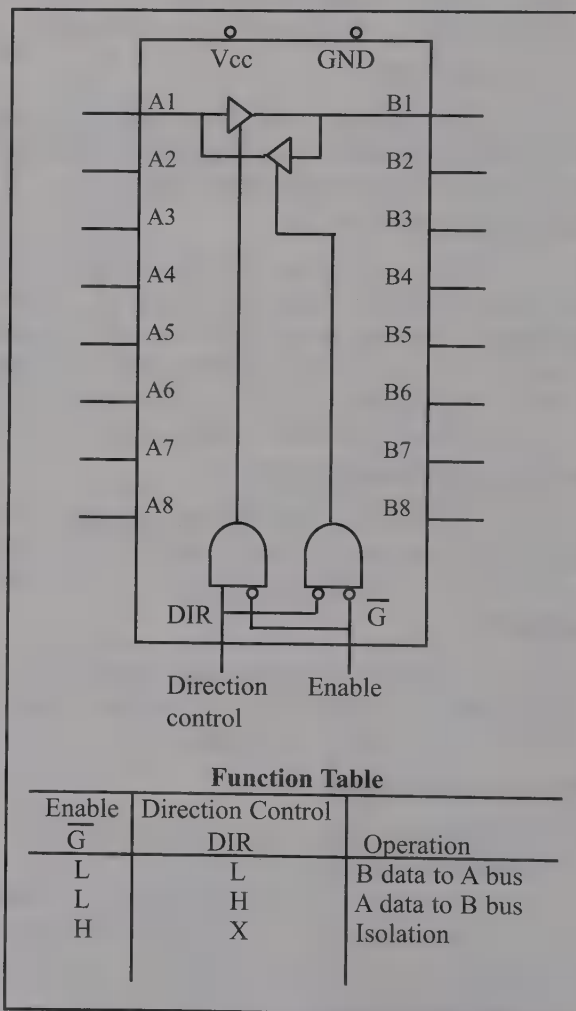 Vcc GND
A1 B1
A2 B2
A3 B3
A4 B4
A5 B5
A6 B6
A7 B7
A8 B8
DIR G̅
Direction control Enable
Function Table
Enable G̅ Direction Control DIR Operation
L L B data to A bus
L H A data to B bus
H X Isolation